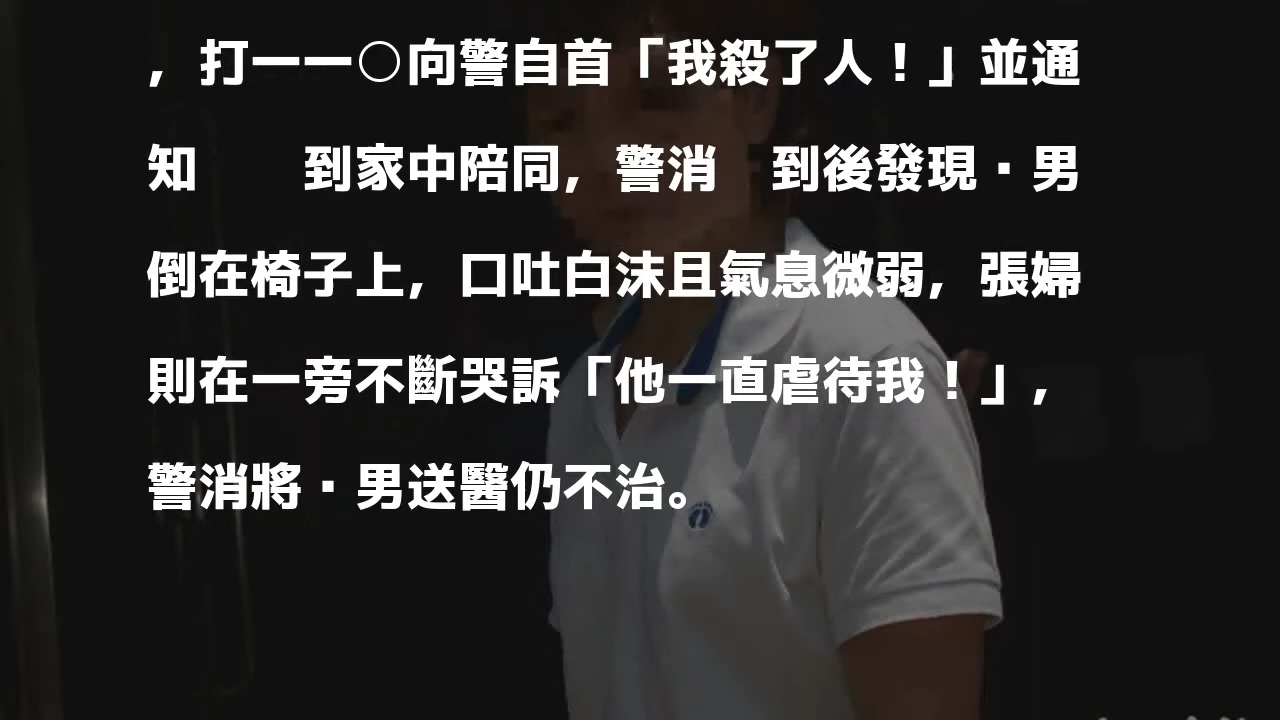 ，打一一○向警自首「我殺了人！」並通
知　　到家中陪同，警消　到後發現▪男
倒在椅子上，口吐白沫且氣息微弱，張婦
則在一旁不斷哭訴「他一直虐待我！」，
警消將▪男送醫仍不治。